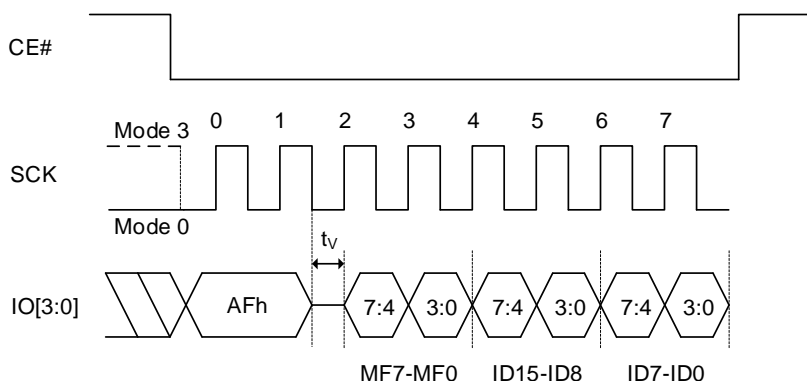 CE#
0 1 2 3 4 5 6 7
Mode 3
SCK
Mode 0
tV
IO[3:0]
AFh 7:4 3:0 7:4 3:0 7:4 3:0
MF7-MF0 ID15-ID8 ID7-ID0